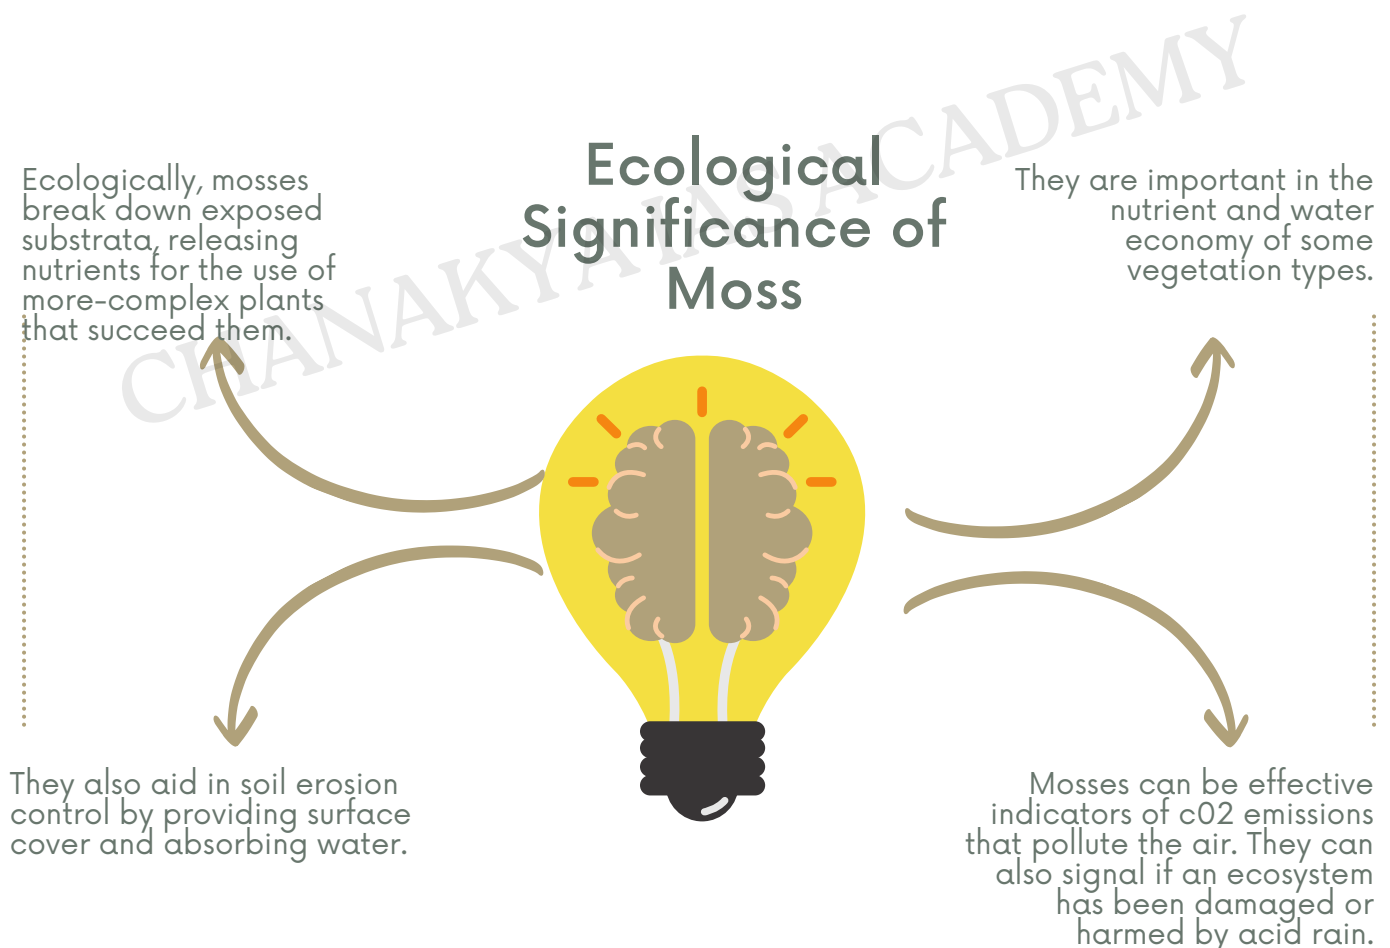 CHANAKYA IAS ACADEMY
Ecological
Significance of
Moss
Ecologically, mosses
break down exposed
substrata, releasing
nutrients for the use of
more-complex plants
that succeed them.
They are important in the
nutrient and water
economy of some
vegetation types.
They also aid in soil erosion
control by providing surface
cover and absorbing water.
Mosses can be effective
indicators of c02 emissions
that pollute the air. They can
also signal if an ecosystem
has been damaged or
harmed by acid rain.